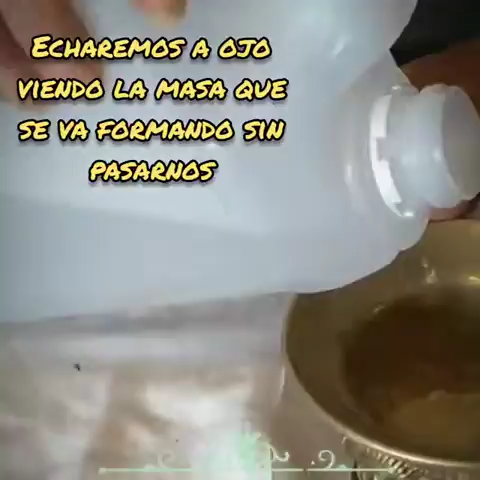 Echaremos a ojo
viendo la masa que
se va formando sin
pasarnos